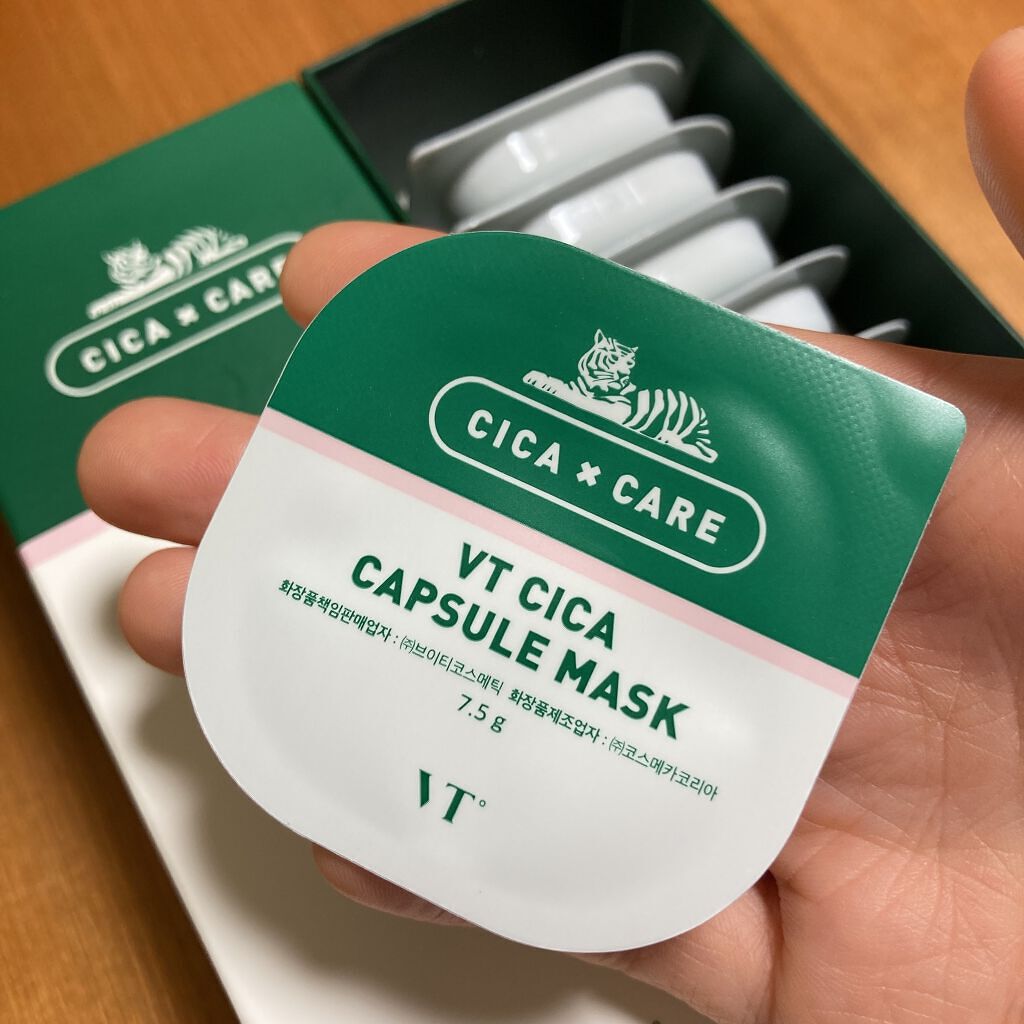 CICA × CARE
CICA × CARE
VT CICA
CAPSULE MASK
화장품책임판매업자 : ㈜브이티코스메틱 화장품제조업자 : ㈜코스메카코리아
7.5 g
VT